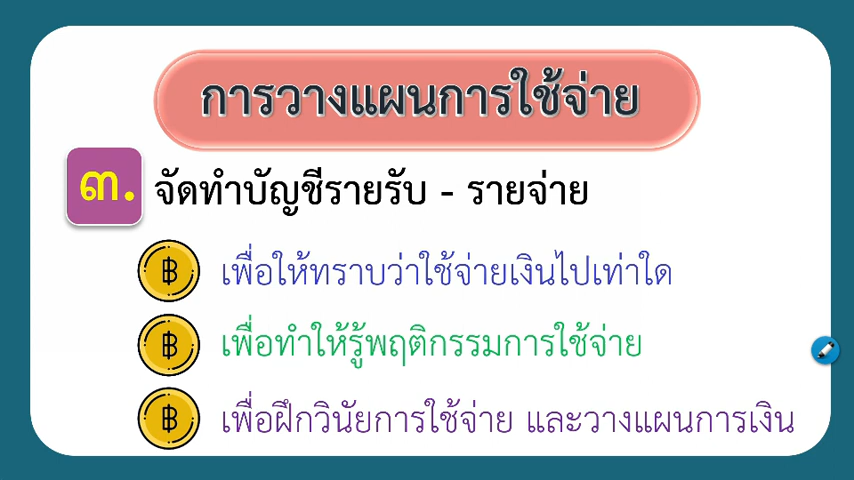 การวางแผนการใช้จ่าย
๓. จัดทำบัญชีรายรับ - รายจ่าย
เพื่อให้ทราบว่าใช้จ่ายเงินไปเท่าใด
เพื่อทำให้รู้พฤติกรรมการใช้จ่าย
เพื่อฝึกวินัยการใช้จ่าย และวางแผนการเงิน